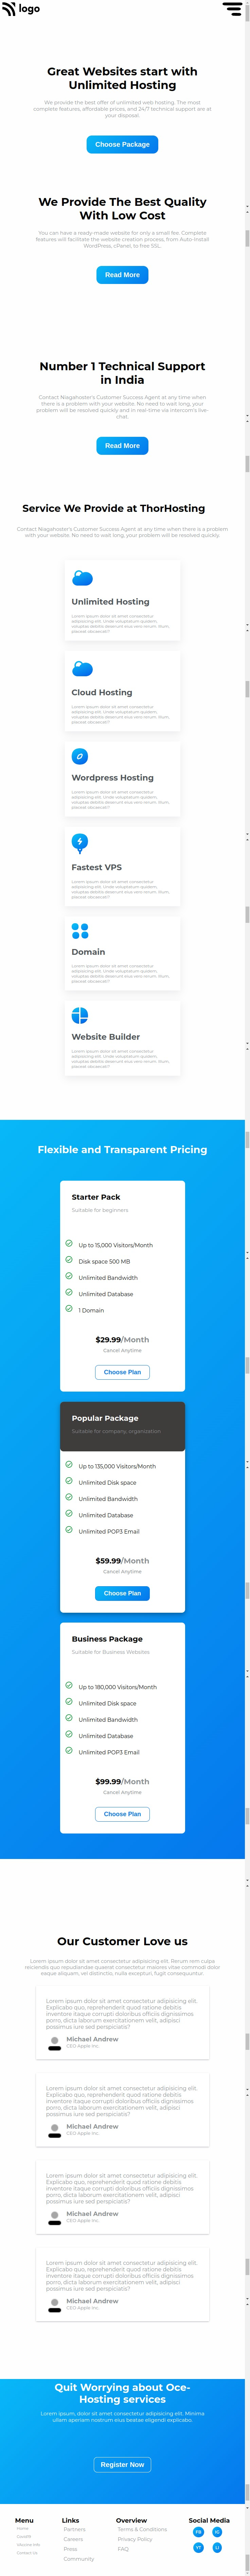 logo
Great Websites start with
Unlimited Hosting
We provide the best offer of unlimited web hosting. The most
complete features, affordable prices, and 24/7 technical support are at
your disposal.
Choose Package
We Provide The Best Quality
With Low Cost
You can have a ready-made website for only a small fee. Complete
features will facilitate the website creation process, from Auto-Install
WordPress, cPanel, to free SSL.
Read More
Number 1 Technical Support
in India
Contact Niagahoster's Customer Success Agent at any time when
there is a problem with your website. No need to wait long, your
problem will be resolved quickly and in real-time via intercom's live-
chat.
Read More
Service We Provide at ThorHosting
Contact Niagahoster's Customer Success Agent at any time when there is a problem
with your website. No need to wait long, your problem will be resolved quickly.
Unlimited Hosting
Lorem ipsum dolor sit amet consectetur
adipisicing elit. Unde voluptatum quidem,
voluptas debitis deserunt eius vero rerum. Illum,
placeat obcaecati?
Cloud Hosting
Lorem ipsum dolor sit amet consectetur
adipisicing elit. Unde voluptatum quidem,
voluptas debitis deserunt eius vero rerum. Illum,
placeat obcaecati?
Wordpress Hosting
Lorem ipsum dolor sit amet consectetur
adipisicing elit. Unde voluptatum quidem,
voluptas debitis deserunt eius vero rerum. Illum,
placeat obcaecati?
Fastest VPS
Lorem ipsum dolor sit amet consectetur
adipisicing elit. Unde voluptatum quidem,
voluptas debitis deserunt eius vero rerum. Illum,
placeat obcaecati?
Domain
Lorem ipsum dolor sit amet consectetur
adipisicing elit. Unde voluptatum quidem,
voluptas debitis deserunt eius vero rerum. Illum,
placeat obcaecati?
Website Builder
Lorem ipsum dolor sit amet consectetur
adipisicing elit. Unde voluptatum quidem,
voluptas debitis deserunt eius vero rerum. Illum,
placeat obcaecati?
Flexible and Transparent Pricing
Starter Pack
Suitable for beginners
Up to 15,000 Visitors/Month
Disk space 500 MB
Unlimited Bandwidth
Unlimited Database
1 Domain
$29.99/Month
Cancel Anytime
Choose Plan
Popular Package
Suitable for company, organization
Up to 135,000 Visitors/Month
Unlimited Disk space
Unlimited Bandwidth
Unlimited Database
Unlimited POP3 Email
$59.99/Month
Cancel Anytime
Choose Plan
Business Package
Suitable for Business Websites
Up to 180,000 Visitors/Month
Unlimited Disk space
Unlimited Bandwidth
Unlimited Database
Unlimited POP3 Email
$99.99/Month
Cancel Anytime
Choose Plan
Our Customer Love us
Lorem ipsum dolor sit amet consectetur adipisicing elit. Rerum rem culpa
reiciendis quo repudiandae quaerat consectetur maiores vitae commodi dolor
eaque aliquam, vel distinctio, nulla excepturi, fugit consequuntur.
Lorem ipsum dolor sit amet consectetur adipisicing elit.
Explicabo quo, reprehenderit quod ratione debitis
inventore itaque corrupti doloribus officiis dignissimos
porro, dicta laborum exercitationem velit, adipisci
possimus iure sed perspiciatis?
Michael Andrew
CEO Apple Inc.
Lorem ipsum dolor sit amet consectetur adipisicing elit.
Explicabo quo, reprehenderit quod ratione debitis
inventore itaque corrupti doloribus officiis dignissimos
porro, dicta laborum exercitationem velit, adipisci
possimus iure sed perspiciatis?
Michael Andrew
CEO Apple Inc.
Lorem ipsum dolor sit amet consectetur adipisicing elit.
Explicabo quo, reprehenderit quod ratione debitis
inventore itaque corrupti doloribus officiis dignissimos
porro, dicta laborum exercitationem velit, adipisci
possimus iure sed perspiciatis?
Michael Andrew
CEO Apple Inc.
Lorem ipsum dolor sit amet consectetur adipisicing elit.
Explicabo quo, reprehenderit quod ratione debitis
inventore itaque corrupti doloribus officiis dignissimos
porro, dicta laborum exercitationem velit, adipisci
possimus iure sed perspiciatis?
Michael Andrew
CEO Apple Inc.
Quit Worrying about Oce-
Hosting services
Lorem, ipsum dolor sit amet consectetur adipisicing elit. Minima
ullam aperiam nostrum eius beatae eligendi explicabo.
Register Now
Menu
Home
Contact Us
Links
Partners
Careers
Press
Community
Overview
Terms & Conditions
Privacy Policy
FAQ
Social Media
FB
IG
YT
LI